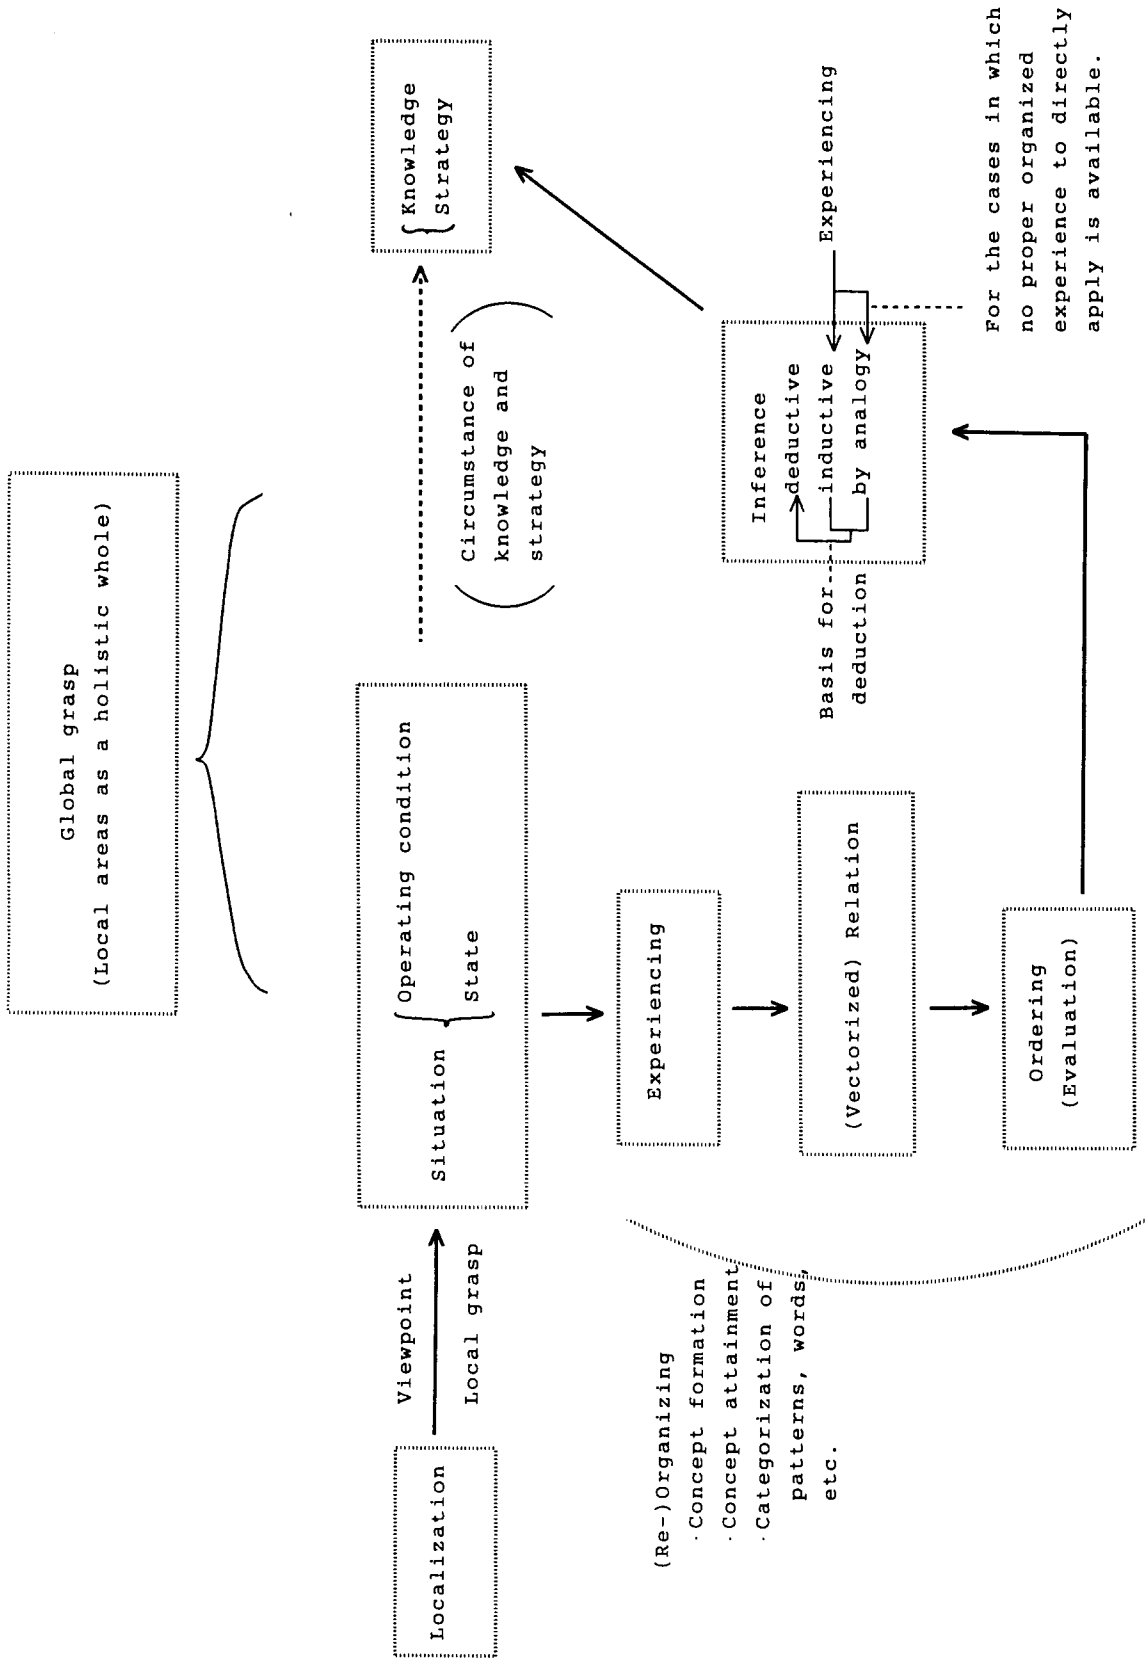 Global grasp
(Local areas as a holistic whole)
Localization
Viewpoint
Local grasp
Situation
Operating condition
State
Circumstance of
knowledge and
strategy
Knowledge
Strategy
(Re-)Organizing
·Concept formation
·Concept attainment
·Categorization of
patterns, words,
etc.
Experiencing
(Vectorized) Relation
Ordering
(Evaluation)
Inference
deductive
inductive
by analogy
Basis for
deduction
Experiencing
For the cases in which
no proper organized
experience to directly
apply is available.